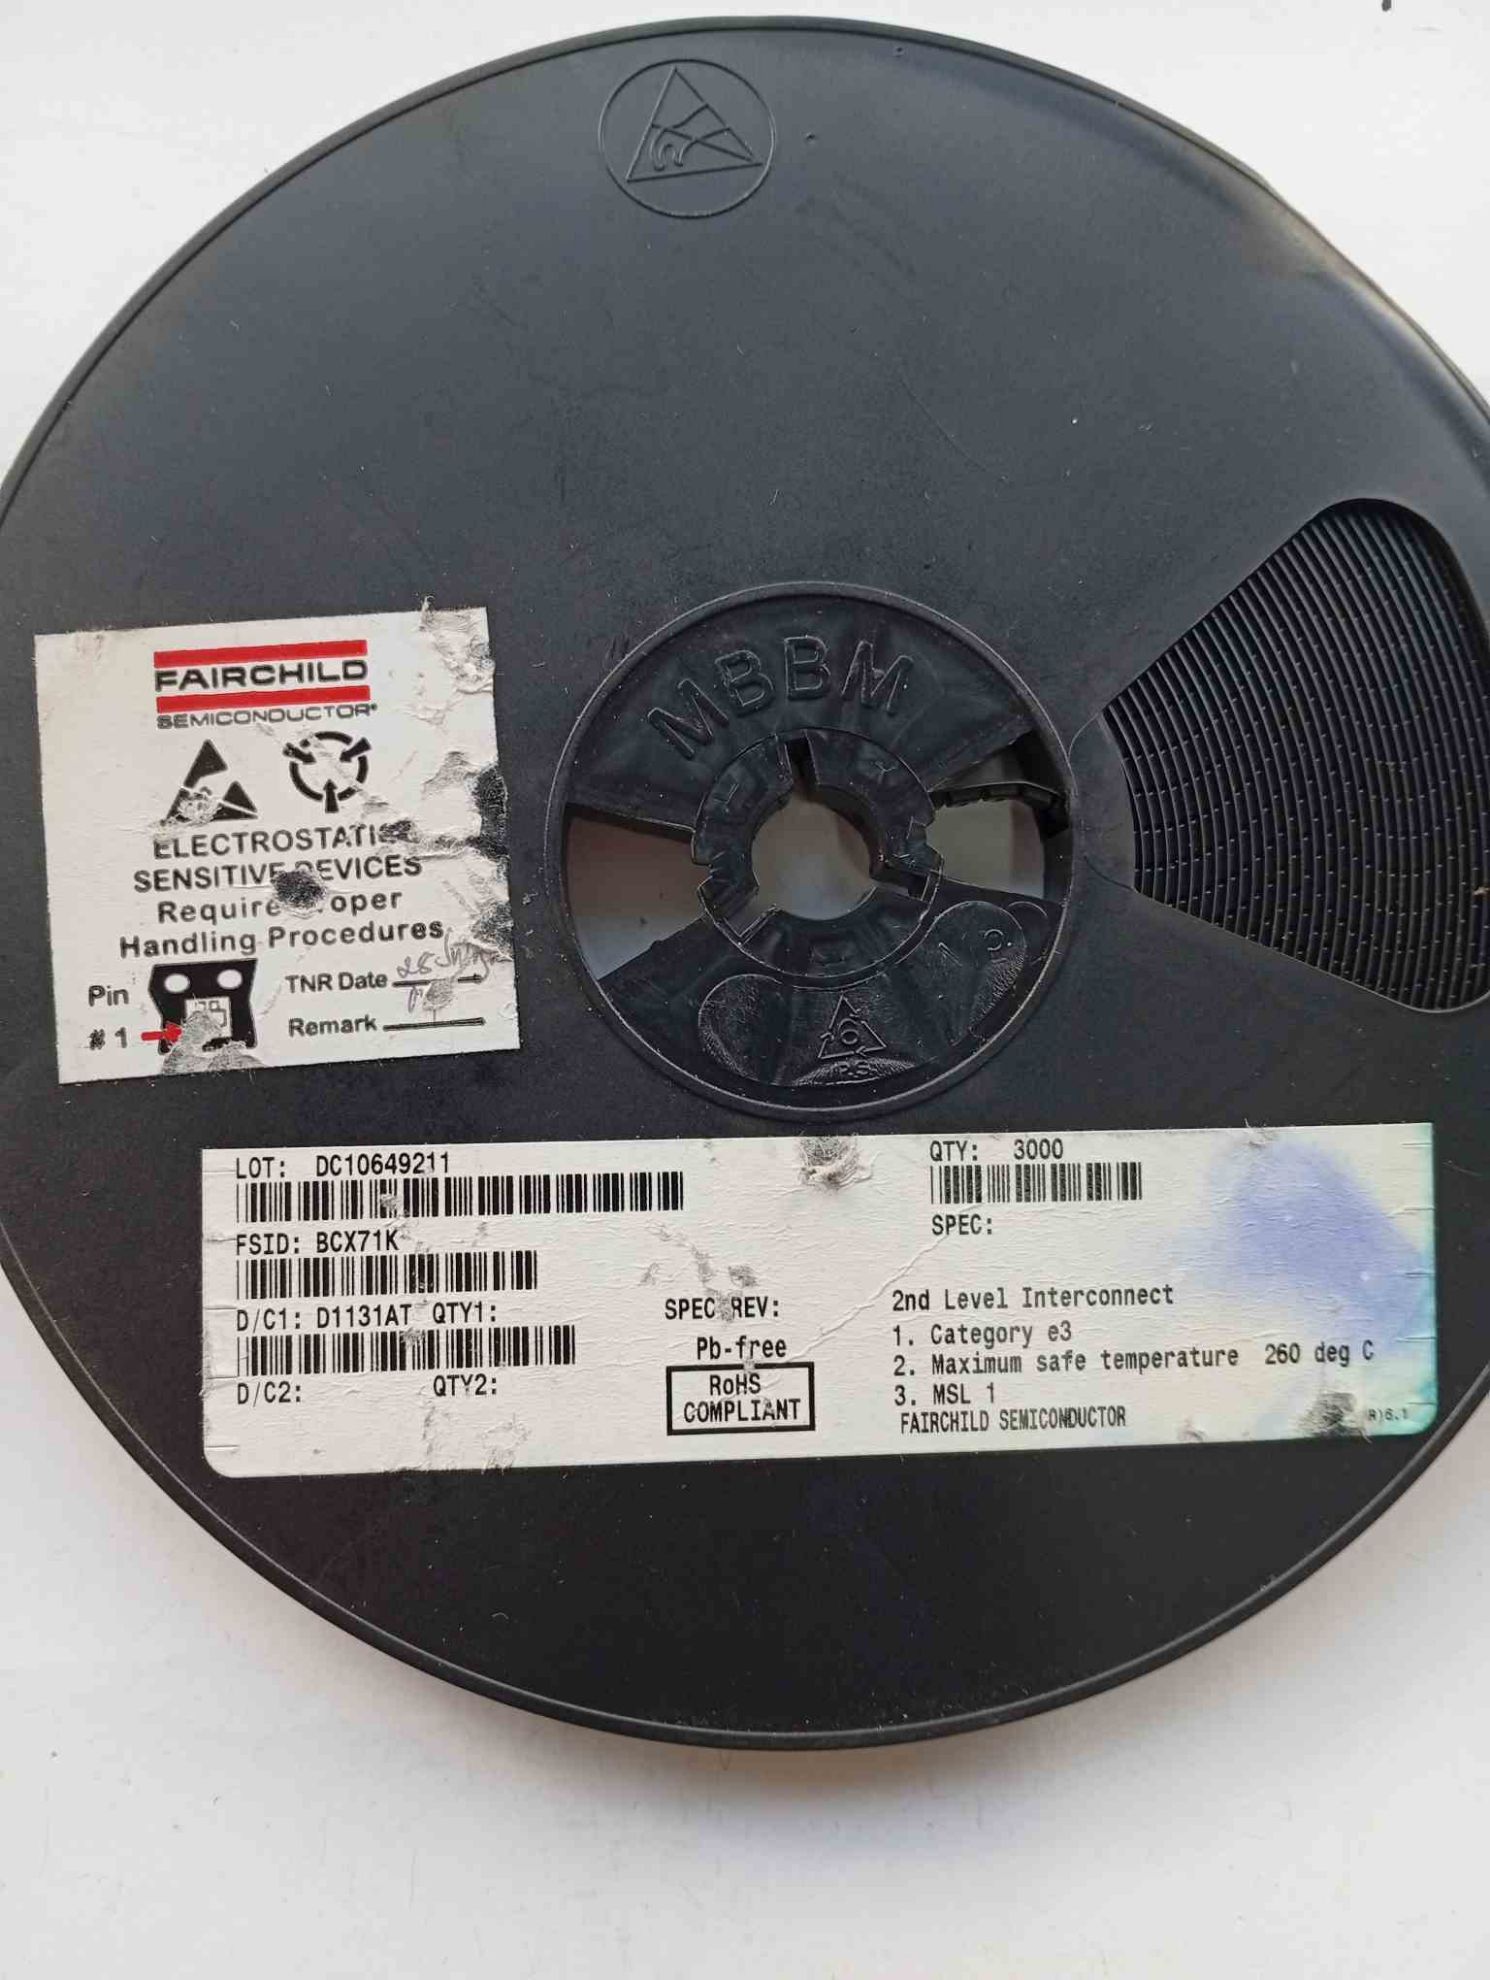 MBBM
FAIRCHILD
SEMICONDUCTOR
ELECTROSTATIC
SENSITIVE DEVICES
Require
Handling Procedures
Pin
# 1
TNR Date
Remark
6
P.S.
LOT: DC10649211
QTY: 3000
SPEC:
FSID: BCX71K
D/C1: D1131AT QTY1:
D/C2: QTY2:
SPEC REV:
Pb-free
RoHS
COMPLIANT
2nd Level Interconnect
1. Category e3
2. Maximum safe temperature 260 deg C
3. MSL 1
FAIRCHILD SEMICONDUCTOR